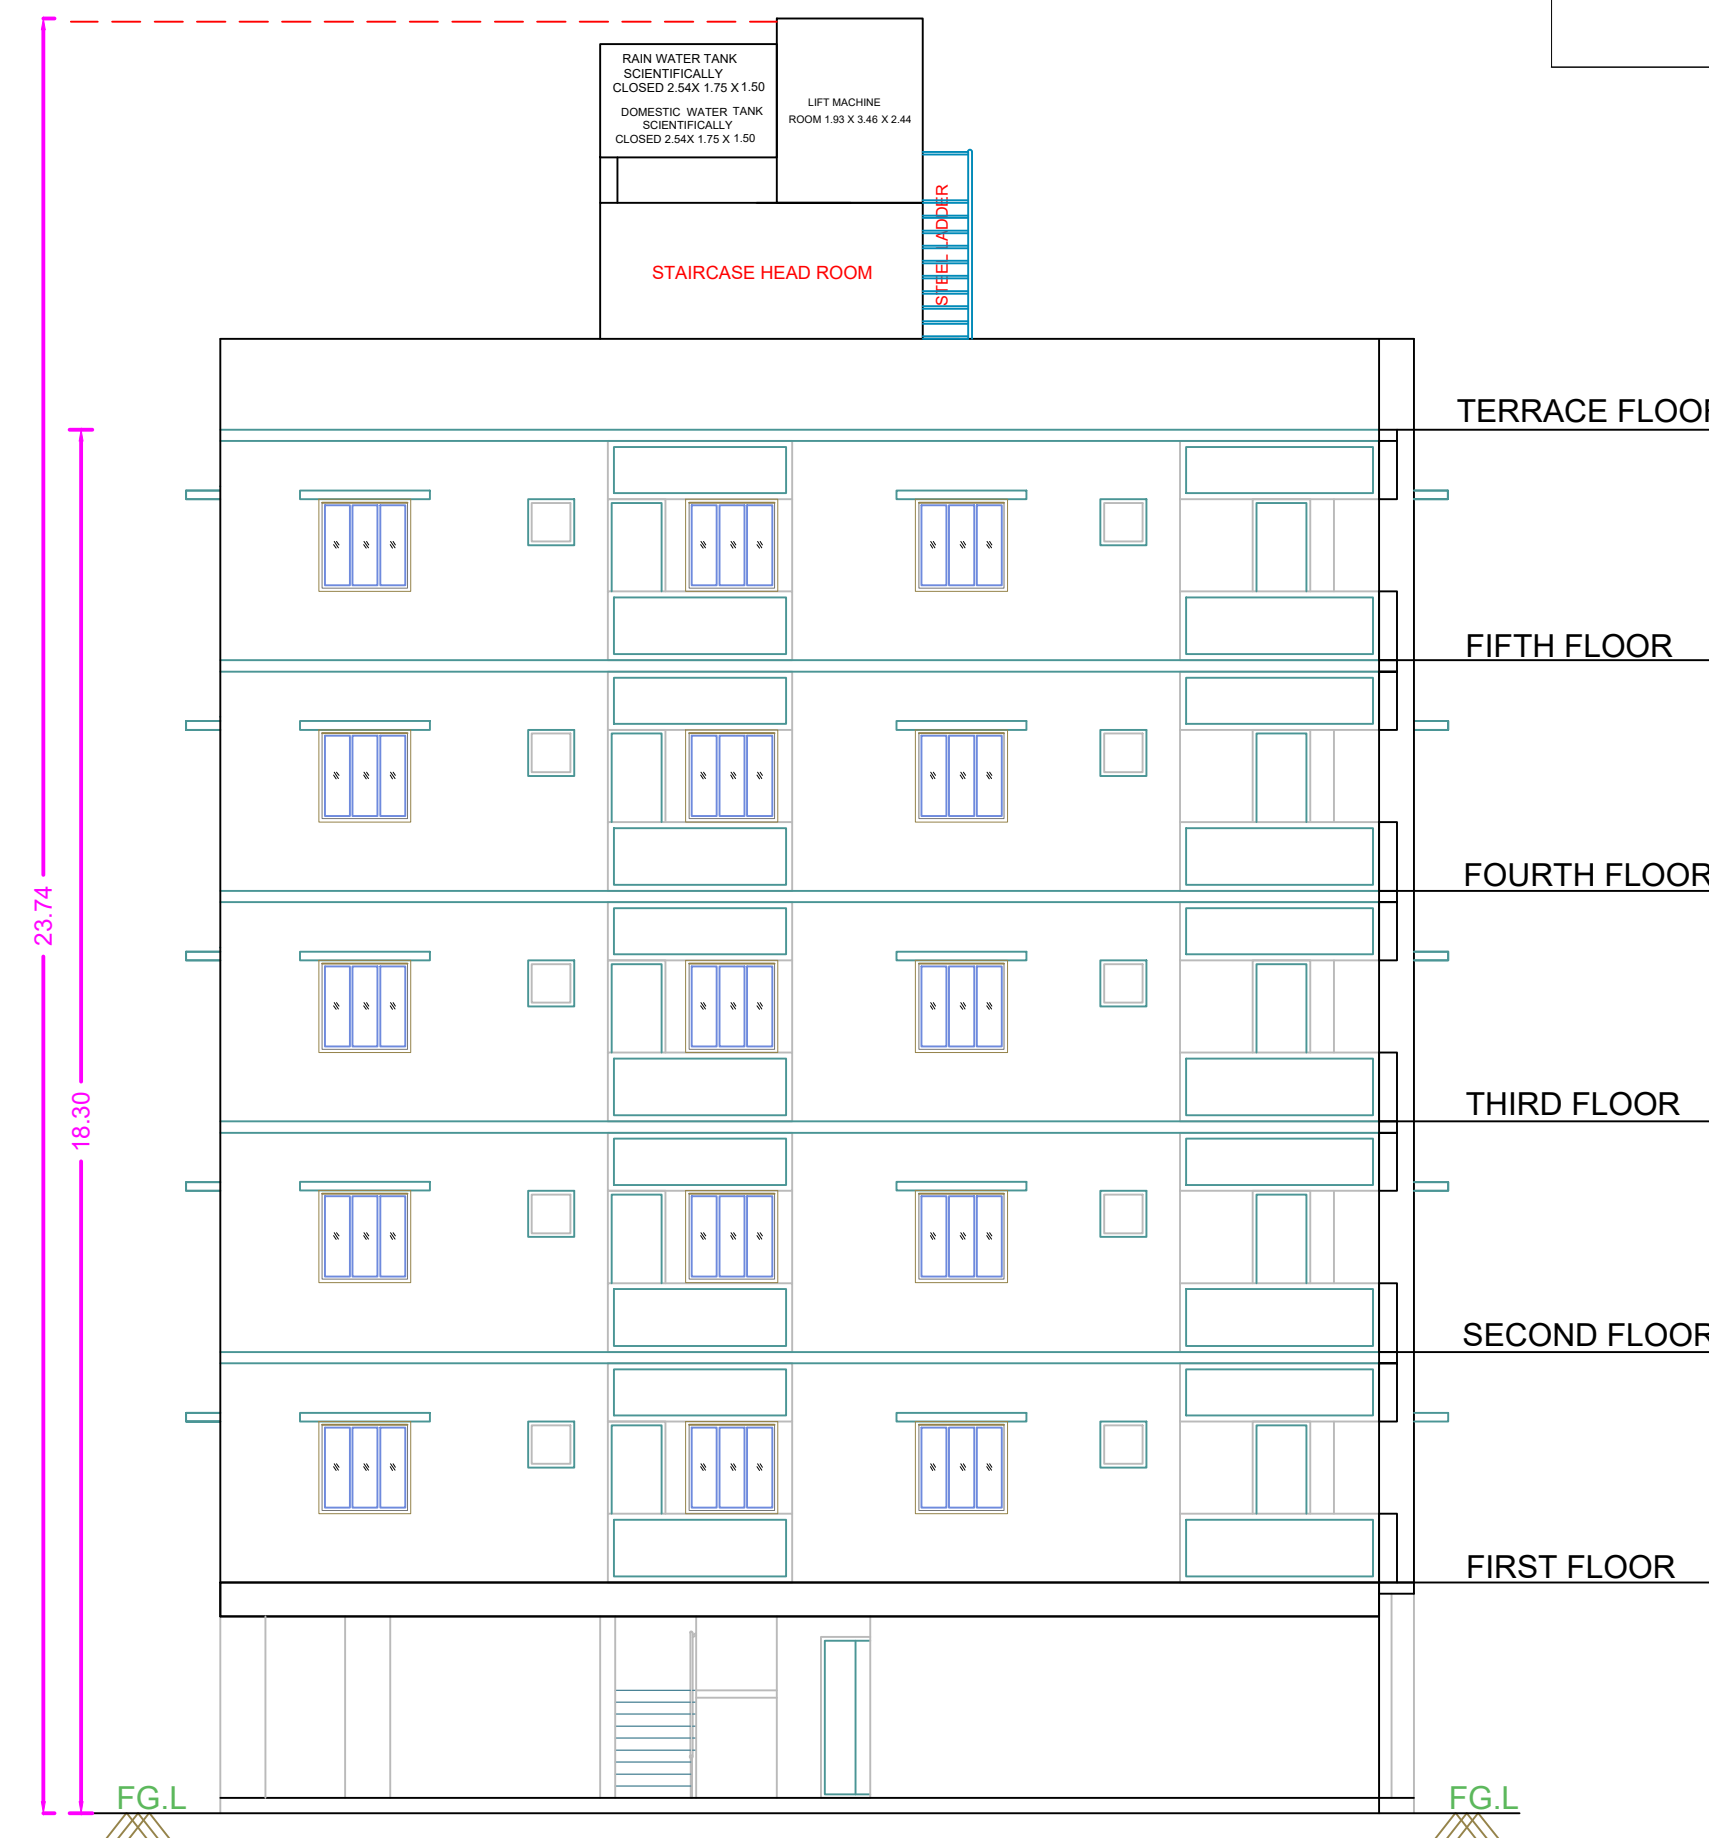 RAIN WATER TANK
SCIENTIFICALLY
CLOSED 2.54X 1.75 X 1.50
DOMESTIC WATER TANK
SCIENTIFICALLY
CLOSED 2.54X 1.75 X 1.50
LIFT MACHINE
ROOM 1.93 X 3.46 X 2.44
STEEL LADDER
STAIRCASE HEAD ROOM
TERRACE FLOOR
FIFTH FLOOR
FOURTH FLOOR
23.74
THIRD FLOOR
18.30
SECOND FLOOR
FIRST FLOOR
FG.L
FG.L